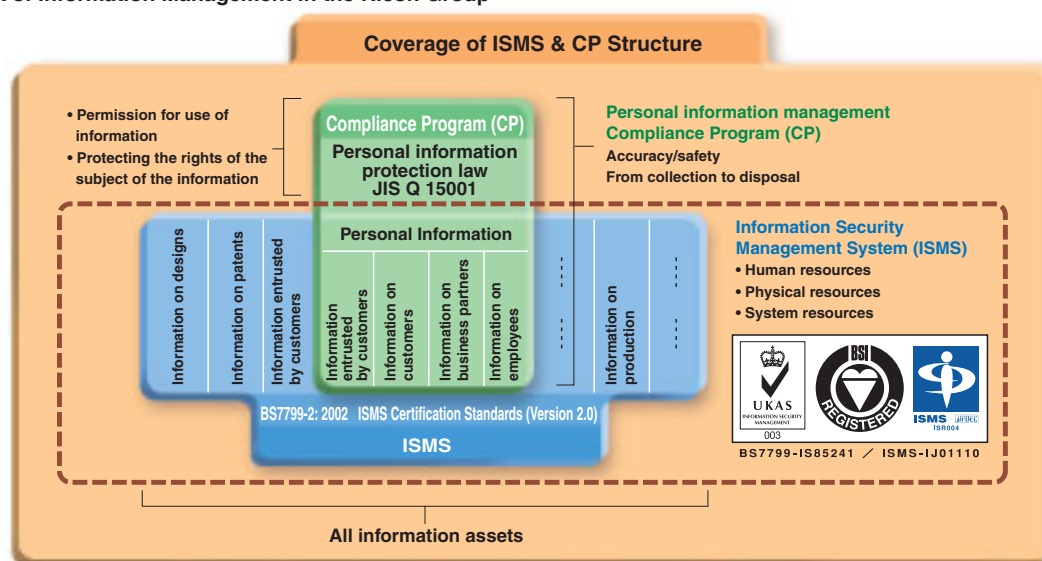 Coverage of ISMS & CP Structure
• Permission for use of
information
• Protecting the rights of the
subject of the information
Compliance Program (CP)
Personal information
protection law
JIS Q 15001
Personal information management
Compliance Program (CP)
Accuracy/safety
From collection to disposal
Personal Information
Information on designs
Information on patents
Information entrusted
by customers
Information
entrusted
by customers
Information on
customers
Information on
business partners
Information on
employees
Information on
production
Information Security
Management System (ISMS)
• Human resources
• Physical resources
• System resources
UKAS
INFORMATION SECURITY
MANAGEMENT
003
BSI
REGISTERED
ISMS JIPDEC
ISR004
BS7799-IS85241 / ISMS-IJ01110
BS7799-2: 2002 ISMS Certification Standards (Version 2.0)
ISMS
All information assets